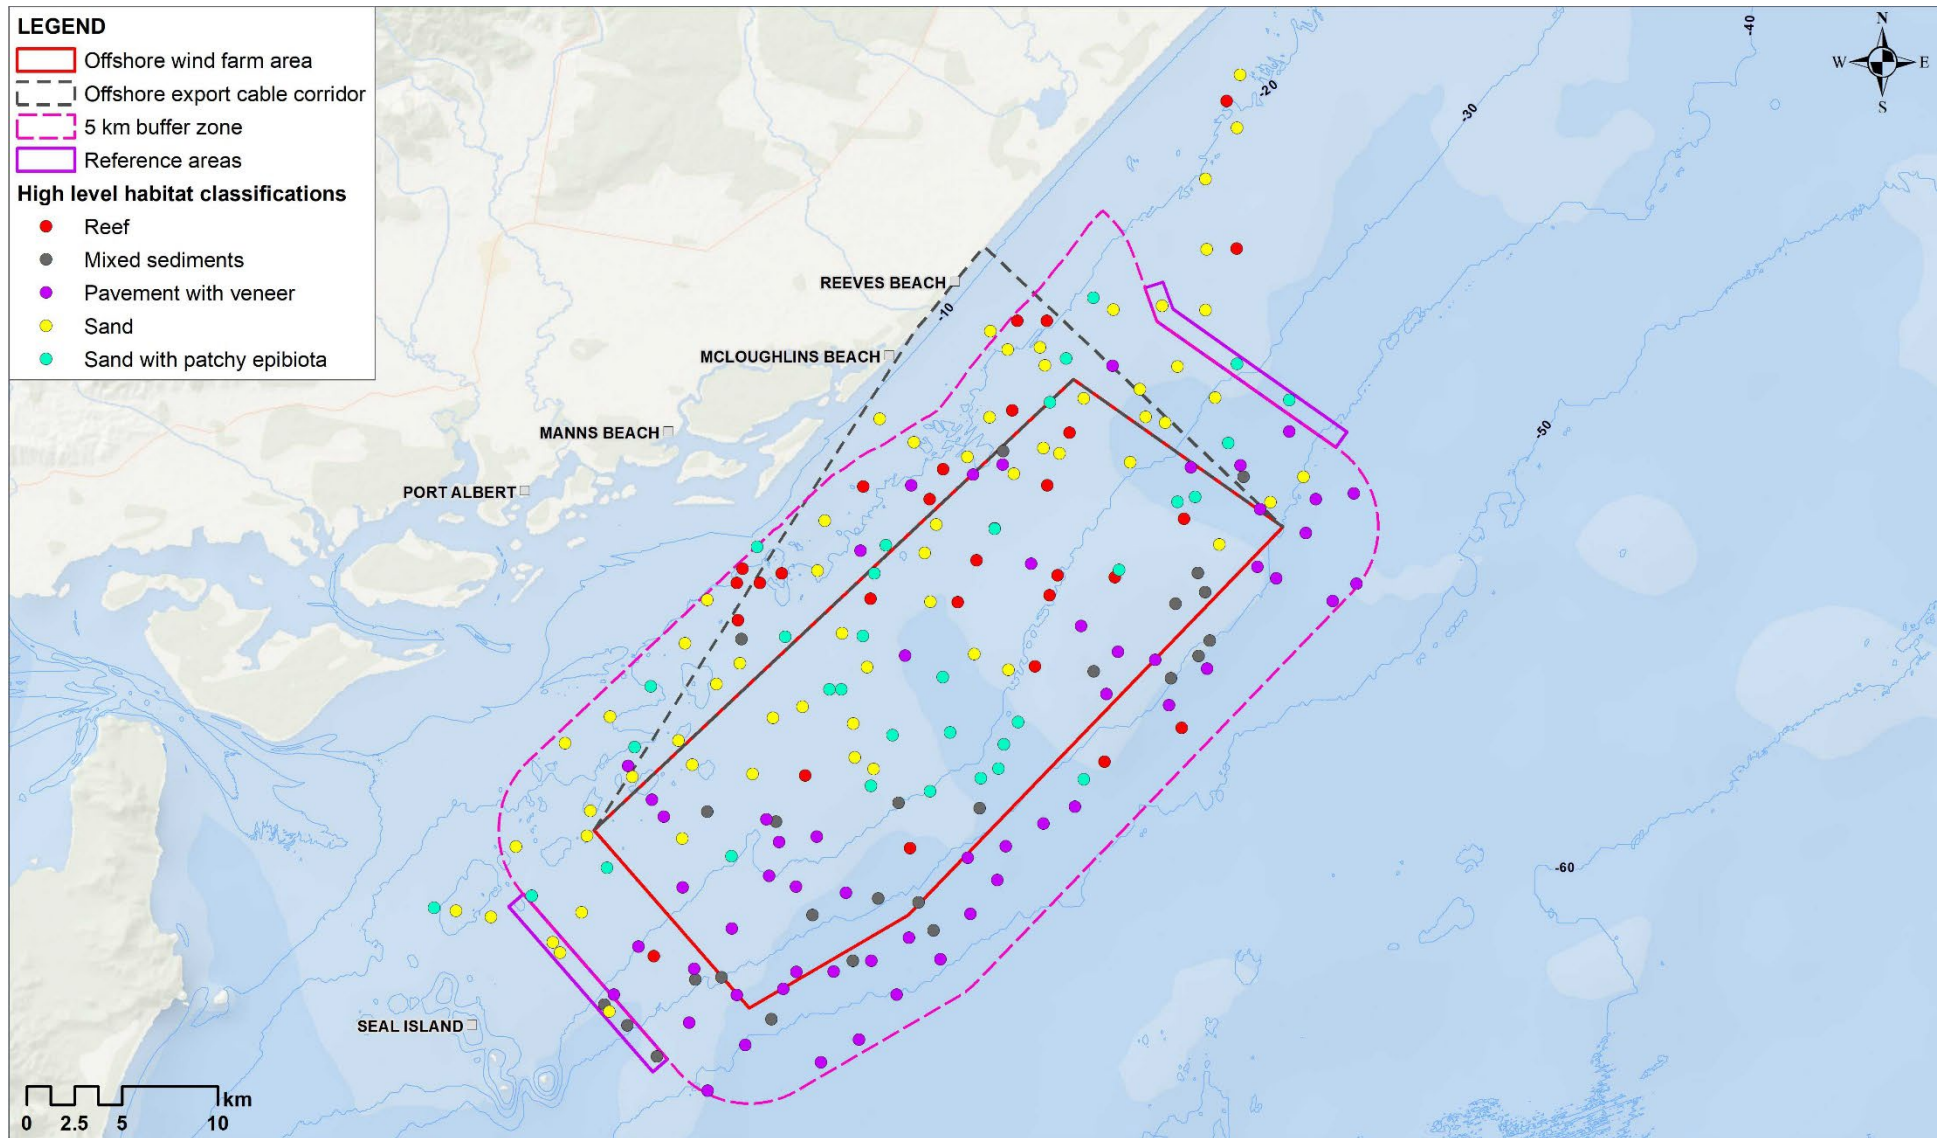 LEGEND
Offshore wind farm area
Offshore export cable corridor
5 km buffer zone
Reference areas
High level habitat classifications
Reef
Mixed sediments
Pavement with veneer
Sand
Sand with patchy epibiota
-40
N
W E
S
-20
-30
REEVES BEACH
-10
MCLOUGHLINS BEACH
MANNS BEACH
-50
PORT ALBERT
-60
SEAL ISLAND
km
0 2.5 5 10